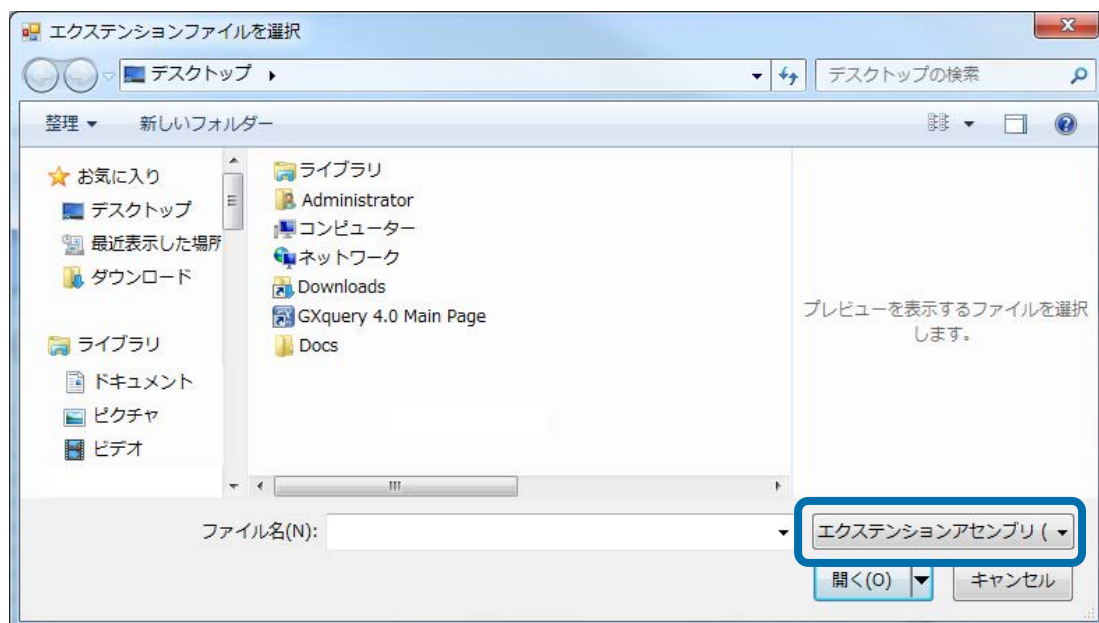 エクステンションファイルを選択
デスクトップ
デスクトップの検索
整理
新しいフォルダー
お気に入り
デスクトップ
最近表示した場所
ダウンロード
ライブラリ
ドキュメント
ピクチャ
ビデオ
ライブラリ
Administrator
コンピューター
ネットワーク
Downloads
GXquery 4.0 Main Page
Docs
プレビューを表示するファイルを選択
します。
ファイル名(N):
エクステンションアセンブリ (
開く(O)
キャンセル